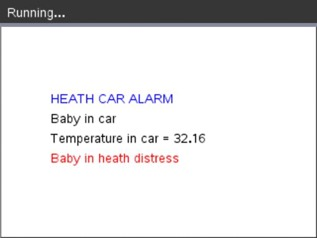 Running...
HEATH CAR ALARM
Baby in car
Temperature in car = 32.16
Baby in heath distress